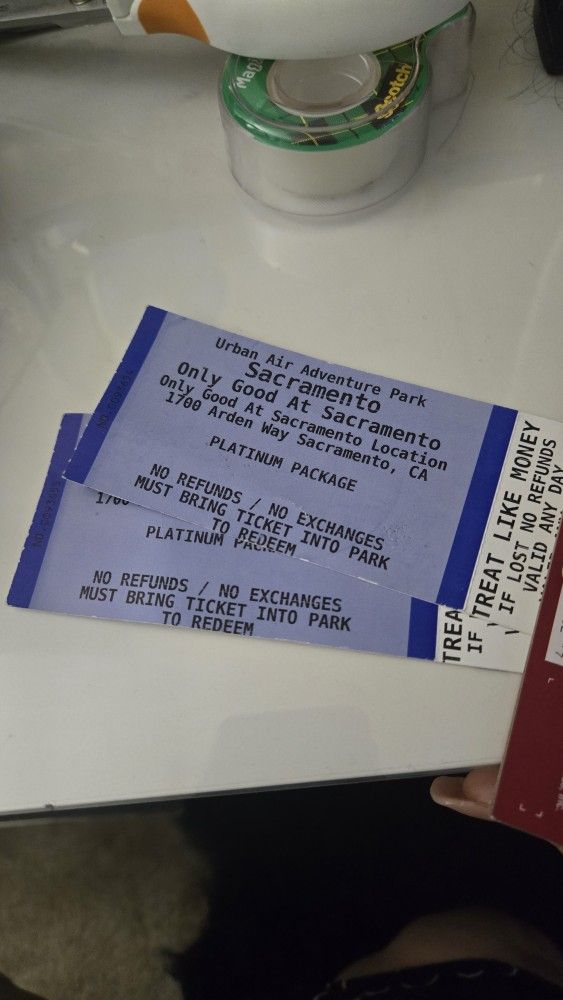 Magic
Scotch
Urban Air Adventure Park
Sacramento
Only Good At Sacramento
Only Good At Sacramento Location
1700 Arden Way Sacramento, CA
PLATINUM PACKAGE
NO REFUNDS / NO EXCHANGES
MUST BRING TICKET INTO PARK
TO REDEEM
TREAT LIKE MONEY
IF LOST NO REFUNDS
VALID ANY DAY
1700
PLATINUM
NO REFUNDS / NO EXCHANGES
MUST BRING TICKET INTO PARK
TO REDEEM
TREA
IF